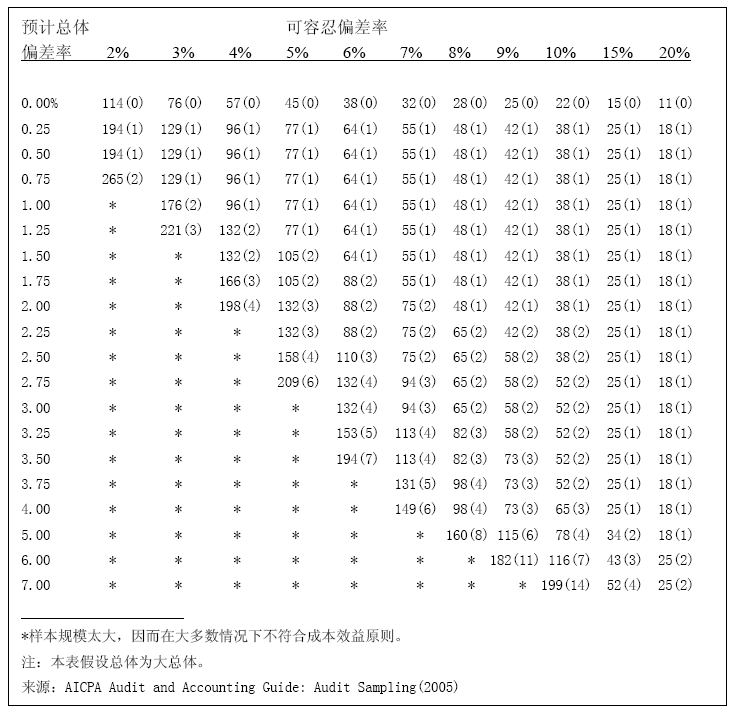 预计总体 可容忍偏差率
偏差率 2% 3% 4% 5% 6% 7% 8% 9% 10% 15% 20%
0.00% 114(0) 76(0) 57(0) 45(0) 38(0) 32(0) 28(0) 25(0) 22(0) 15(0) 11(0)
0.25 194(1) 129(1) 96(1) 77(1) 64(1) 55(1) 48(1) 42(1) 38(1) 25(1) 18(1)
0.50 194(1) 129(1) 96(1) 77(1) 64(1) 55(1) 48(1) 42(1) 38(1) 25(1) 18(1)
0.75 265(2) 129(1) 96(1) 77(1) 64(1) 55(1) 48(1) 42(1) 38(1) 25(1) 18(1)
1.00 * 176(2) 96(1) 77(1) 64(1) 55(1) 48(1) 42(1) 38(1) 25(1) 18(1)
1.25 * 221(3) 132(2) 77(1) 64(1) 55(1) 48(1) 42(1) 38(1) 25(1) 18(1)
1.50 * * 132(2) 105(2) 64(1) 55(1) 48(1) 42(1) 38(1) 25(1) 18(1)
1.75 * * 166(3) 105(2) 88(2) 55(1) 48(1) 42(1) 38(1) 25(1) 18(1)
2.00 * * 198(4) 132(3) 88(2) 75(2) 48(1) 42(1) 38(1) 25(1) 18(1)
2.25 * * * 132(3) 88(2) 75(2) 65(2) 42(2) 38(2) 25(1) 18(1)
2.50 * * * 158(4) 110(3) 75(2) 65(2) 58(2) 38(2) 25(1) 18(1)
2.75 * * * 209(6) 132(4) 94(3) 65(2) 58(2) 52(2) 25(1) 18(1)
3.00 * * * * 132(4) 94(3) 65(2) 58(2) 52(2) 25(1) 18(1)
3.25 * * * * 153(5) 113(4) 82(3) 58(2) 52(2) 25(1) 18(1)
3.50 * * * * 194(7) 113(4) 82(3) 73(3) 52(2) 25(1) 18(1)
3.75 * * * * * 131(5) 98(4) 73(3) 52(2) 25(1) 18(1)
4.00 * * * * * 149(6) 98(4) 73(3) 65(3) 25(1) 18(1)
5.00 * * * * * * 160(8) 115(6) 78(4) 34(2) 18(1)
6.00 * * * * * * * 182(11) 116(7) 43(3) 25(2)
7.00 * * * * * * * * 199(14) 52(4) 25(2)
*样本规模太大，因而在大多数情况下不符合成本效益原则。
注：本表假设总体为大总体。
来源：AICPA Audit and Accounting Guide: Audit Sampling(2005)